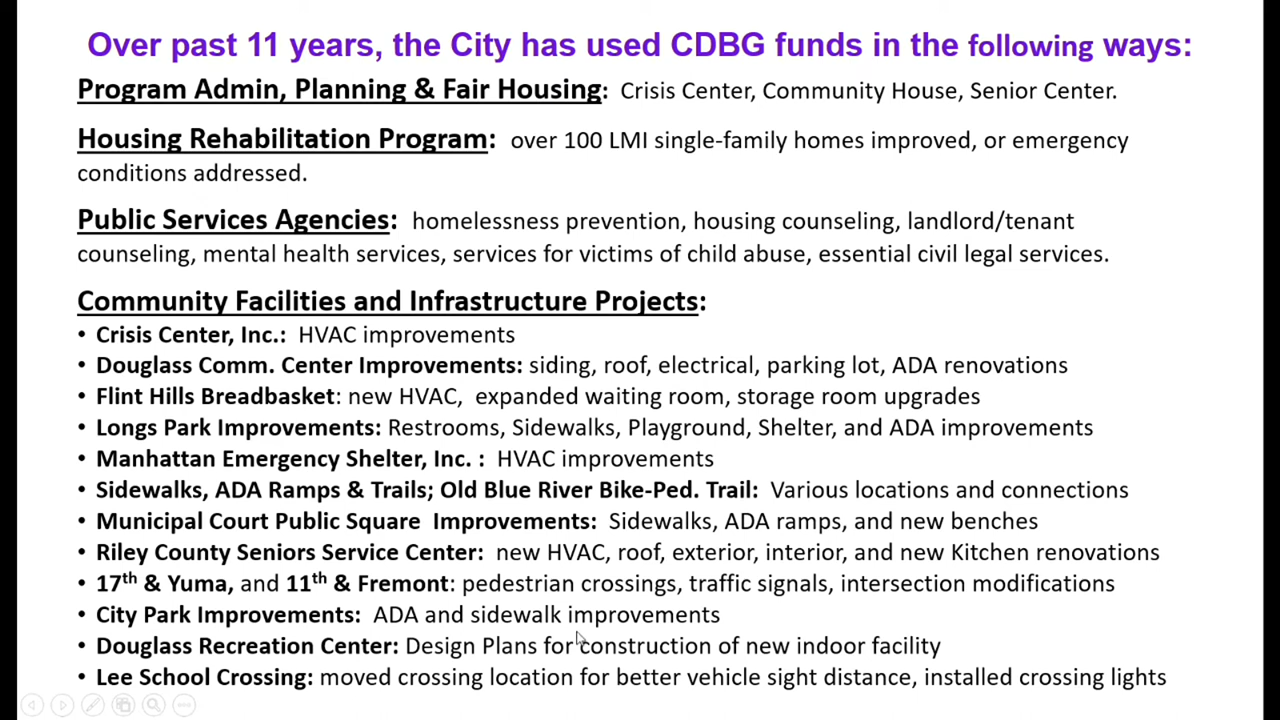 Over past 11 years, the City has used CDBG funds in the following ways:
Program Admin, Planning & Fair Housing: Crisis Center, Community House, Senior Center.
Housing Rehabilitation Program: over 100 LMI single-family homes improved, or emergency
conditions addressed.
Public Services Agencies: homelessness prevention, housing counseling, landlord/tenant
counseling, mental health services, services for victims of child abuse, essential civil legal services.
Community Facilities and Infrastructure Projects:
• Crisis Center, Inc.: HVAC improvements
• Douglass Comm. Center Improvements: siding, roof, electrical, parking lot, ADA renovations
• Flint Hills Breadbasket: new HVAC, expanded waiting room, storage room upgrades
• Longs Park Improvements: Restrooms, Sidewalks, Playground, Shelter, and ADA improvements
• Manhattan Emergency Shelter, Inc. : HVAC improvements
• Sidewalks, ADA Ramps & Trails; Old Blue River Bike-Ped. Trail: Various locations and connections
• Municipal Court Public Square Improvements: Sidewalks, ADA ramps, and new benches
• Riley County Seniors Service Center: new HVAC, roof, exterior, interior, and new Kitchen renovations
• 17th & Yuma, and 11th & Fremont: pedestrian crossings, traffic signals, intersection modifications
• City Park Improvements: ADA and sidewalk improvements
• Douglass Recreation Center: Design Plans for construction of new indoor facility
• Lee School Crossing: moved crossing location for better vehicle sight distance, installed crossing lights